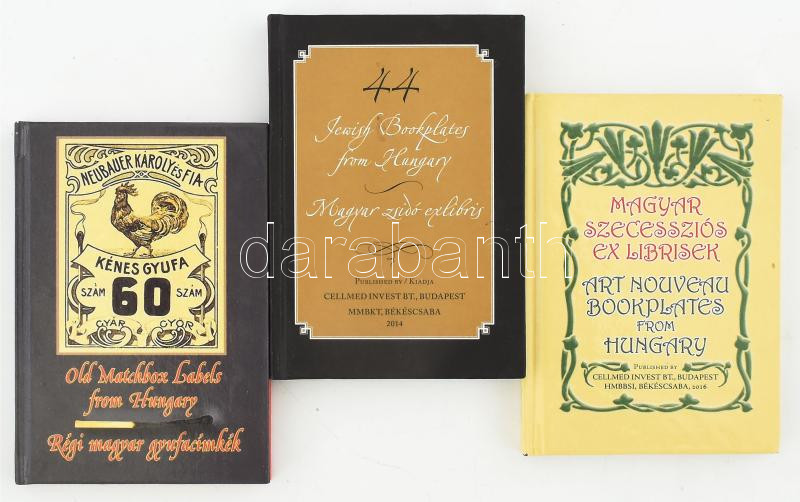 NEUBAUER KÁROLY ÉS FIA
KÉNES GYUFA
SZÁM 60 SZÁM
GYÁR GYŐR
Old Matchbox Labels
from Hungary
Régi magyar gyufacímkék
44
Jewish Bookplates
from Hungary
Magyar zsidó exlibris
PUBLISHED BY / KIADJA
CELLMED INVEST BT., BUDAPEST
MMBKT, BÉKÉSCSABA
2014
MAGYAR
SZECESSZIÓS
EX LIBRISEK
ART NOUVEAU
BOOKPLATES
FROM
HUNGARY
PUBLISHED BY
CELLMED INVEST BT., BUDAPEST
HMBBSI, BÉKÉSCSABA, 2016
darabanth